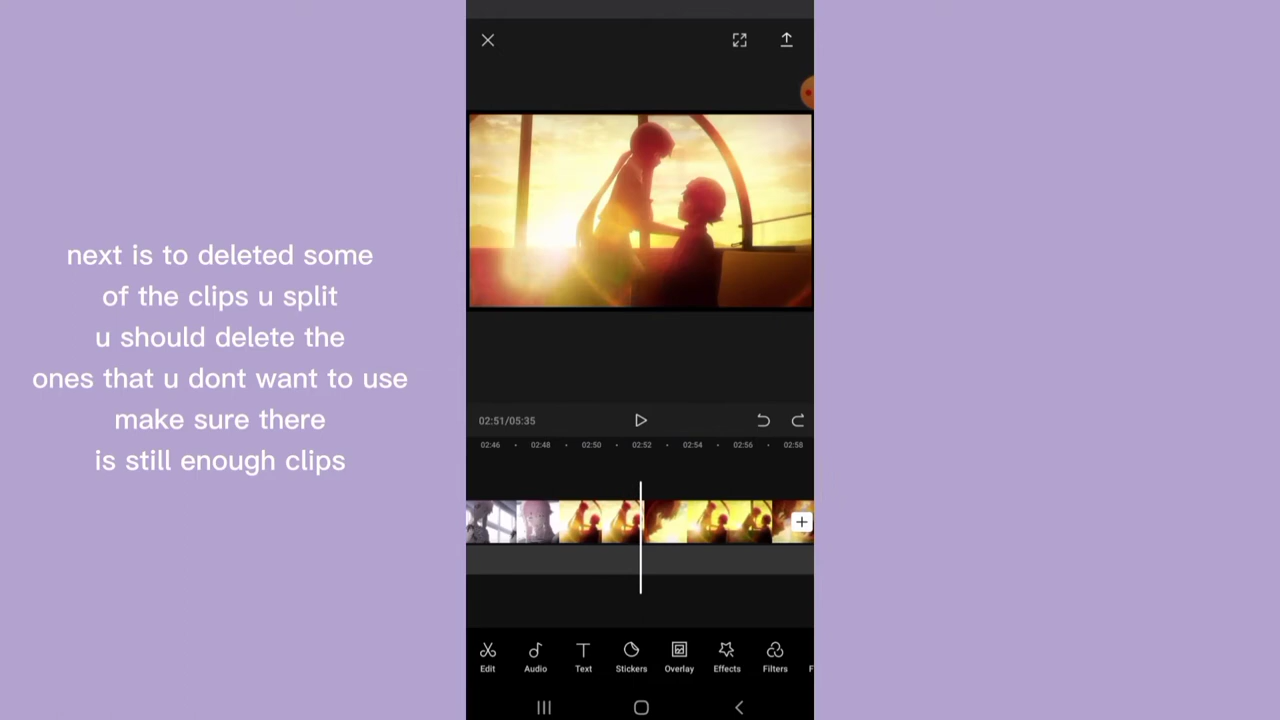 next is to deleted some
of the clips u split
u should delete the
ones that u dont want to use
make sure there
is still enough clips
02:51/05:35
02:46 02:48 02:50 02:52 02:54 02:56 02:58
Edit Audio Text Stickers Overlay Effects Filters F